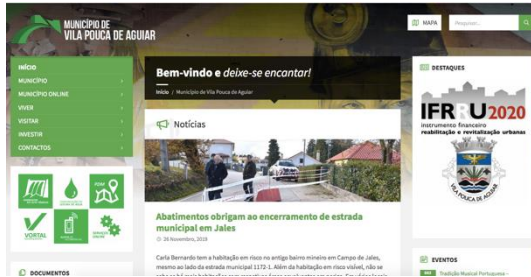 MUNICÍPIO DE
VILA POUCA DE AGUIAR
MAPA
Pesquisar...
INÍCIO
MUNICÍPIO
MUNICÍPIO ONLINE
VIVER
VISITAR
INVESTIR
CONTACTOS
Bem-vindo e deixe-se encantar!
Início / Município de Vila Pouca de Aguiar
Notícias
Abatimentos obrigam ao encerramento de estrada
municipal em Jales
26 Novembro, 2019
Carla Bernardo tem a habitação em risco no antigo bairro mineiro em Campo de Jales,
mesmo ao lado da estrada municipal 1172-1. Além da habitação em risco visível, não se
DESTAQUES
IFRRU2020
instrumento financeiro
reabilitação e revitalização urbanas
VILA POUCA DE AGUIAR
EVENTOS
Tradição Musical Portuguesa -
PDM
VORTAL
DOCUMENTOS